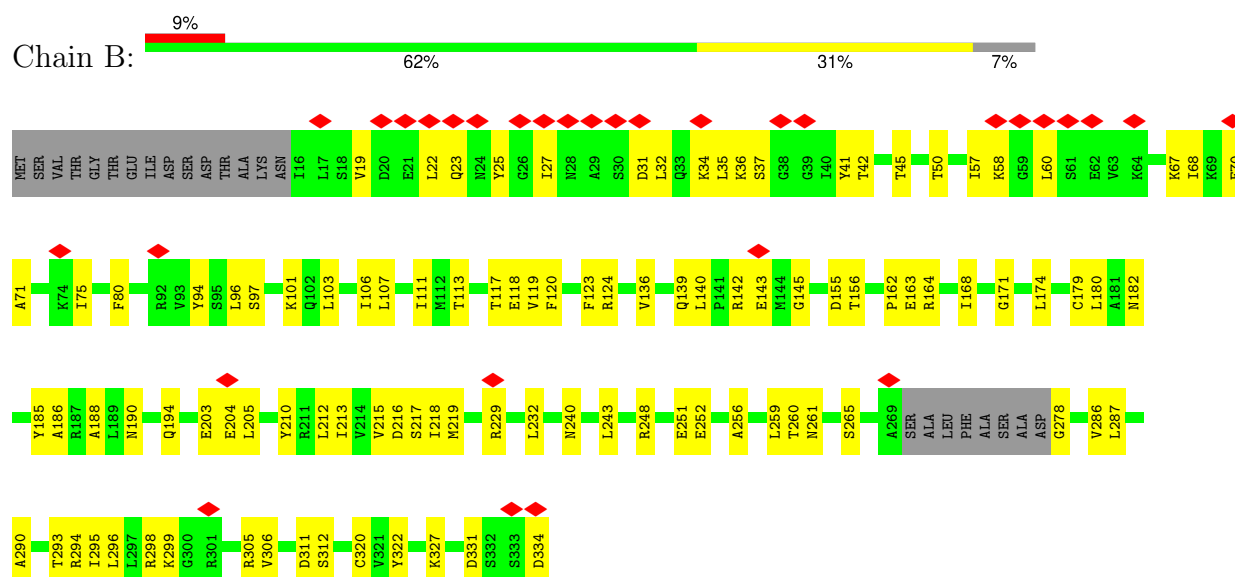 9%
Chain B:
62% 31% 7%
MET SER VAL THR GLY THR GLU ILE ASP SER ASP THR ALA LYS ASN I16 L17 S18 V19 D20 E21 L22 Q23 N24 Y25 G26 I27 N28 A29 S30 D31 L32 Q33 K34 L35 K36 S37 G38 G39 I40 Y41 T42 T45 T50 I57 K58 G59 L60 S61 E62 V63 K64 K67 I68 K69
A71 K74 I75 F80 R92 V93 Y94 S95 L96 S97 K101 Q102 L103 I106 L107 I111 M112 T113 T117 E118 V119 F120 F123 R124 V136 Q139 L140 P141 R142 E143 M144 G145 D155 T156 P162 E163 R164 I168 G171 L174 C179 L180 A181 N182
Y185 A186 R187 A188 L189 N190 Q194 E203 E204 L205 Y210 R211 L212 I213 V214 V215 D216 S217 I218 M219 R229 L232 N240 L243 R248 E251 E252 A256 L259 T260 N261 S265 A269 SER ALA LEU PHE ALA SER ALA ASP G278 V286 L287
A290 T293 R294 I295 L296 L297 R298 K299 G300 R301 R305 V306 D311 S312 C320 V321 Y322 K327 D331 S332 S333 D334